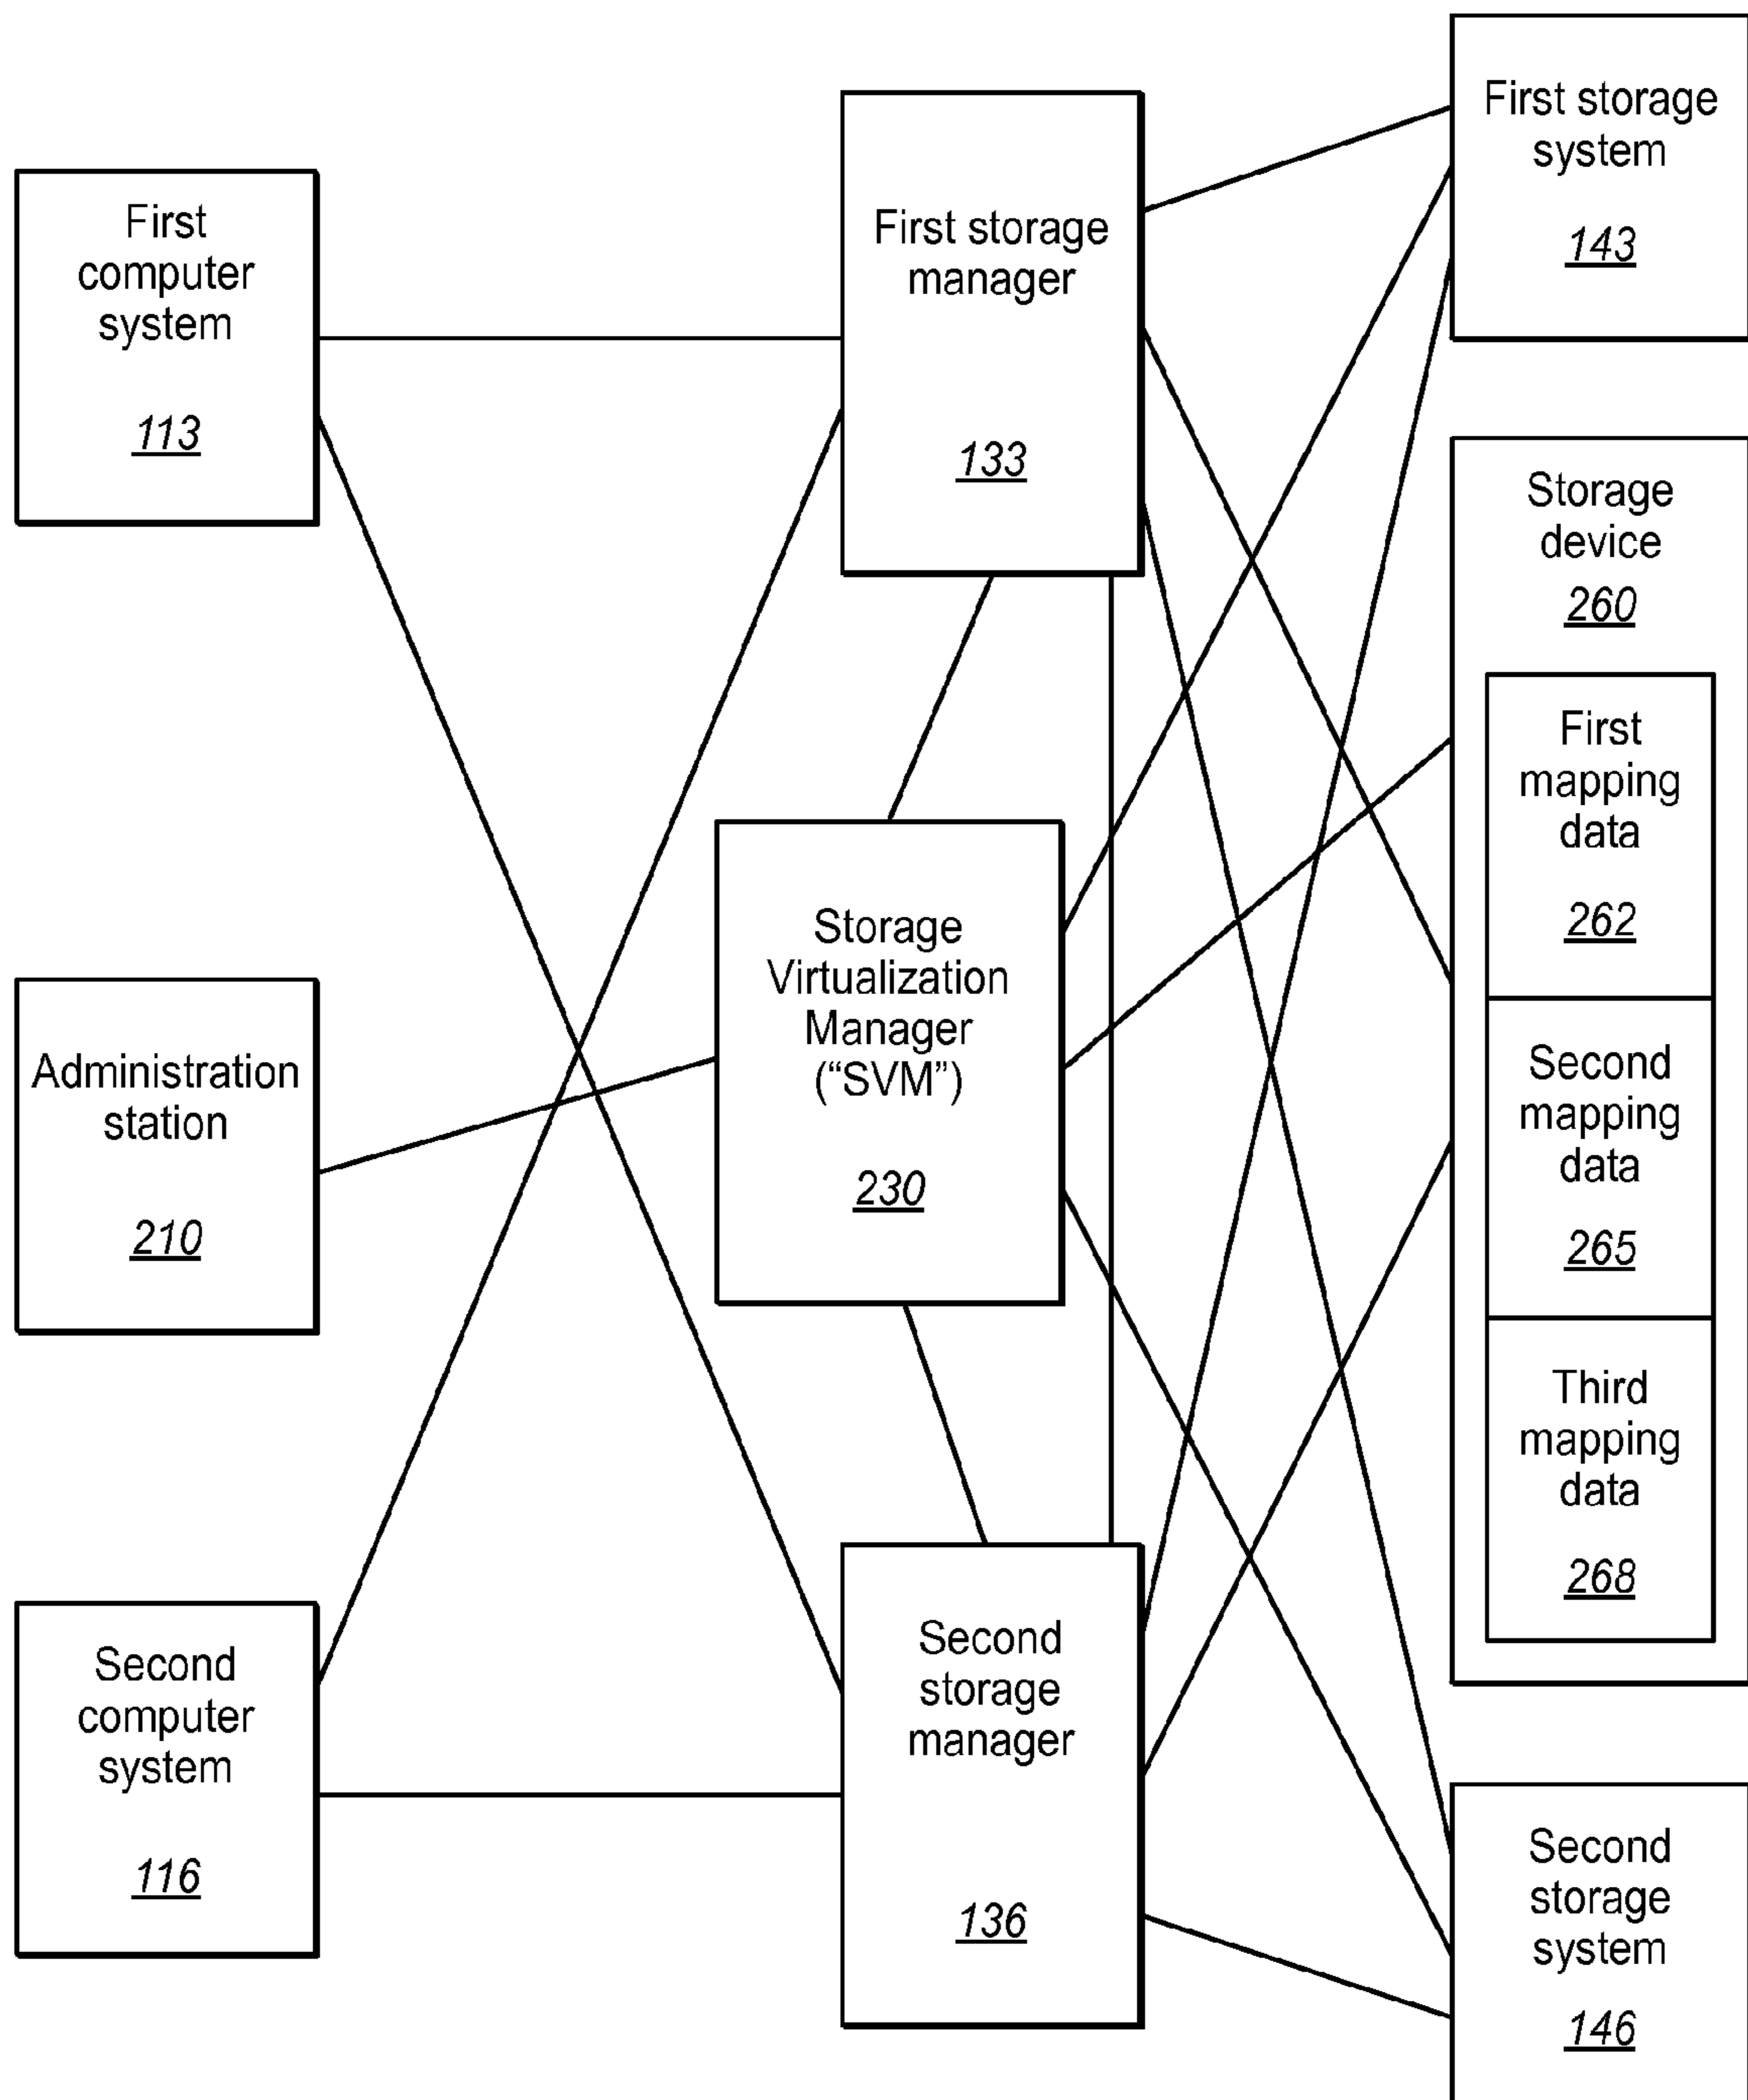 First
computer
system
113
Administration
station
210
Second
computer
system
116
First storage
manager
133
Storage
Virtualization
Manager
(“SVM”)
230
Second
storage
manager
136
First storage
system
143
Storage
device
260
First
mapping
data
262
Second
mapping
data
265
Third
mapping
data
268
Second
storage
system
146